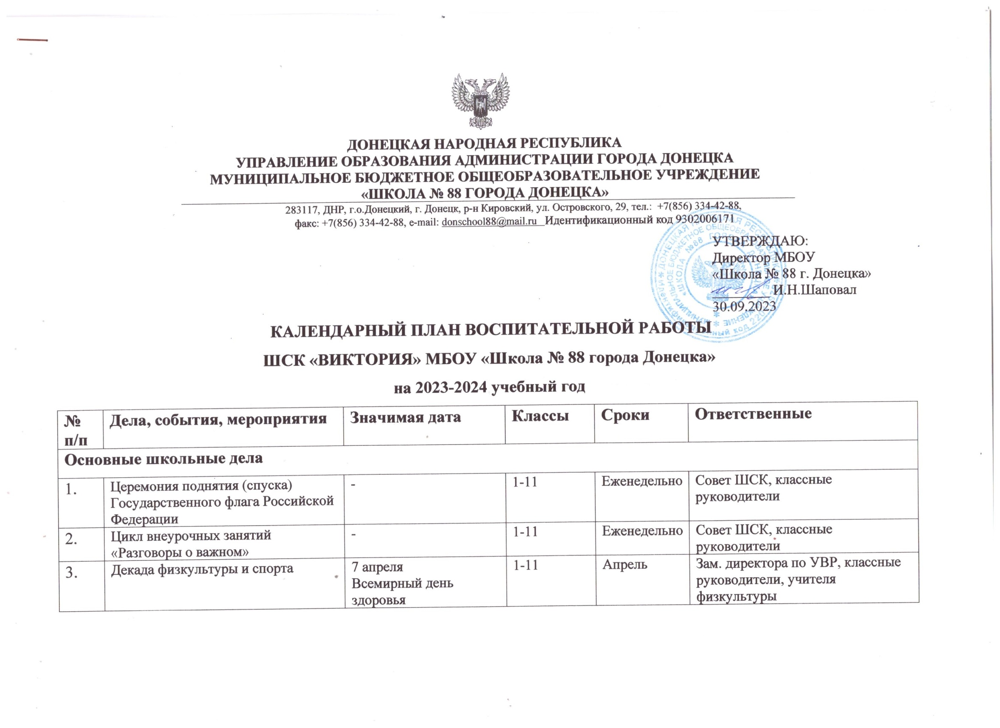 ДОНЕЦКАЯ НАРОДНАЯ РЕСПУБЛИКА
УПРАВЛЕНИЕ ОБРАЗОВАНИЯ АДМИНИСТРАЦИИ ГОРОДА ДОНЕЦКА
МУНИЦИПАЛЬНОЕ БЮДЖЕТНОЕ ОБЩЕОБРАЗОВАТЕЛЬНОЕ УЧРЕЖДЕНИЕ
«ШКОЛА № 88 ГОРОДА ДОНЕЦКА»
283117, ДНР, г.о.Донецкий, г. Донецк, р-н Кировский, ул. Островского, 29, тел.: +7(856) 334-42-88,
факс: +7(856) 334-42-88, e-mail: donschool88@mail.ru Идентификационный код 9302006171
УТВЕРЖДАЮ:
Директор МБОУ
«Школа № 88 г. Донецка»
И.Н.Шаповал
30.09.2023
КАЛЕНДАРНЫЙ ПЛАН ВОСПИТАТЕЛЬНОЙ РАБОТЫ
ШСК «ВИКТОРИЯ» МБОУ «Школа № 88 города Донецка»
на 2023-2024 учебный год
№ п/п Дела, события, мероприятия Значимая дата Классы Сроки Ответственные
Основные школьные дела
1. Церемония поднятия (спуска) - 1-11 Еженедельно Совет ШСК, классные
Государственного флага Российской руководители
Федерации
2. Цикл внеурочных занятий - 1-11 Еженедельно Совет ШСК, классные
«Разговоры о важном» руководители
3. Декада физкультуры и спорта 7 апреля 1-11 Апрель Зам. директора по УВР, классные
Всемирный день руководители, учителя
здоровья физкультуры